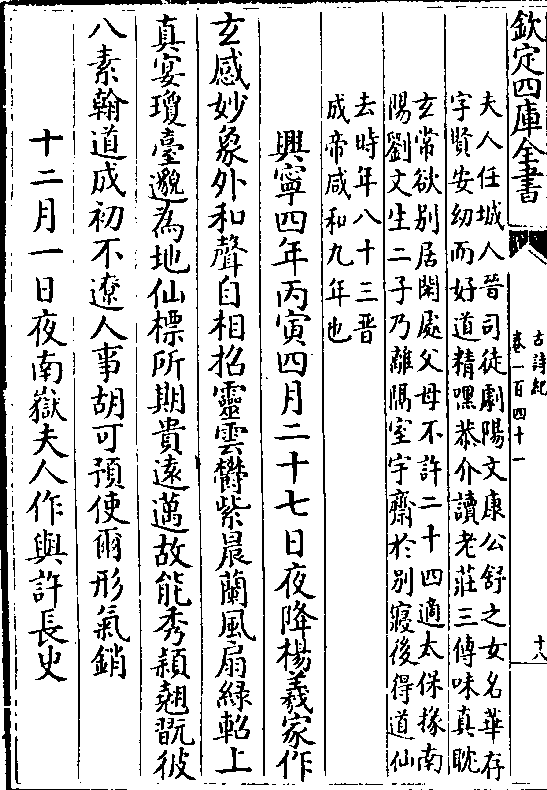 欽定四庫全書
古詩紀
卷一百四十一
十八
夫人任城人晉司徒劇陽文康公舒之女名華存
字賢安幼而好道精嘿恭介讀老莊三傳味真耽
玄常欲別居閑處父母不許二十四適太保掾南
陽劉文生二子乃離隔室宇齋於別寢後得道仙
去時年八十三晋
成帝咸和九年也
興寧四年丙寅四月二十七日夜降楊羲家作
玄感妙象外和聲自相招靈雲欝紫晨蘭風扇綠軺上
真宴瓊臺邈為地仙標所期貴遠邁故能秀頴翹翫彼
八素翰道成初不遼人事胡可預使爾形氣銷
十二月一日夜南嶽夫人作與許長史